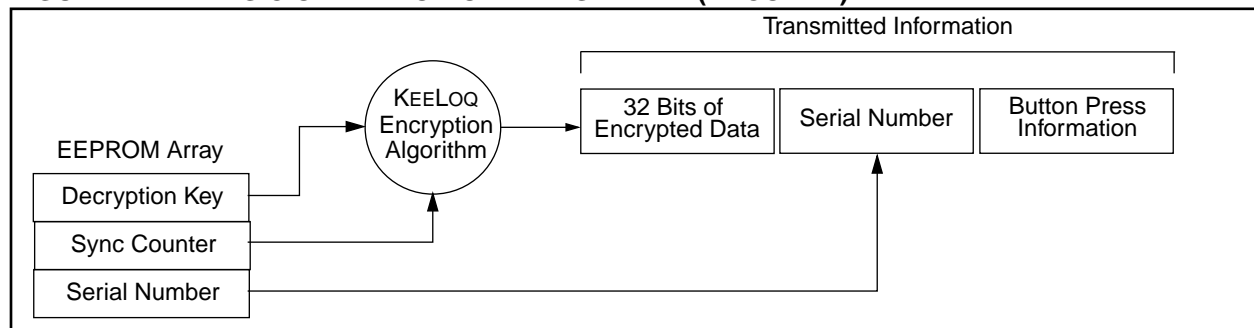 Transmitted Information
KEELOQ
Encryption
Algorithm
32 Bits of
Encrypted Data
Serial Number
Button Press
Information
EEPROM Array
Decryption Key
Sync Counter
Serial Number